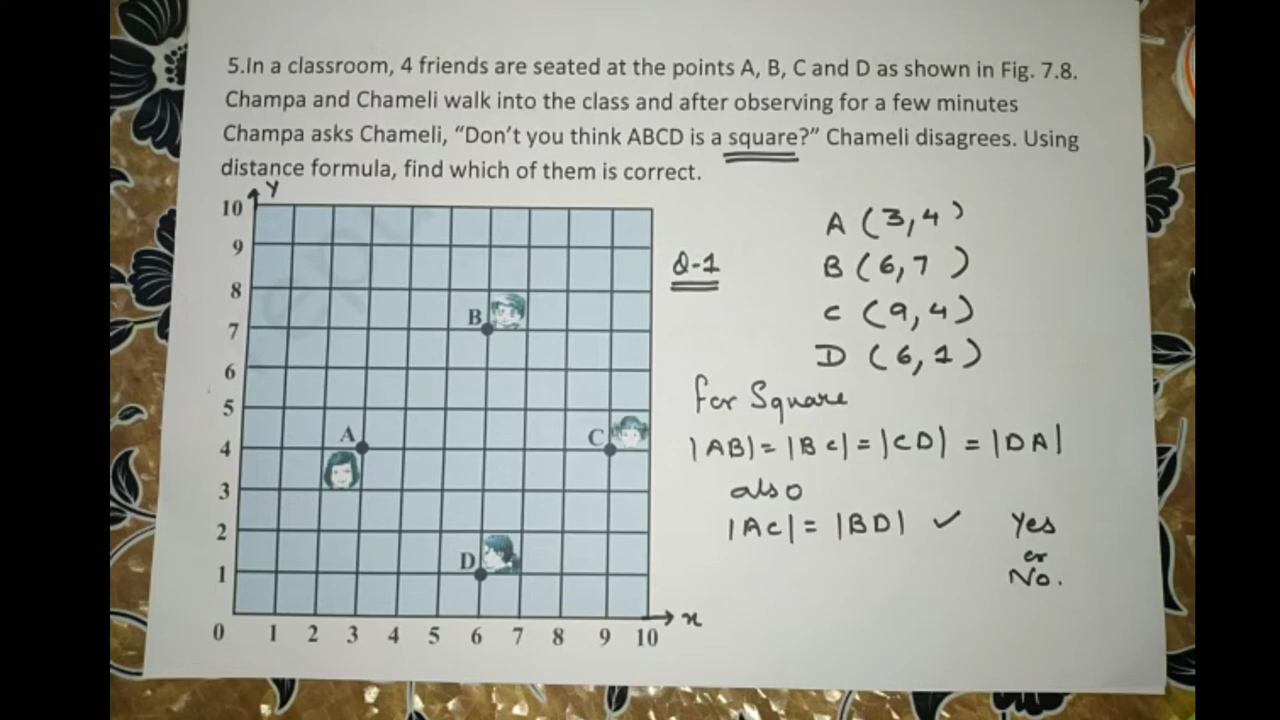 5.In a classroom, 4 friends are seated at the points A, B, C and D as shown in Fig. 7.8.
Champa and Chameli walk into the class and after observing for a few minutes
Champa asks Chameli, “Don’t you think ABCD is a square?” Chameli disagrees. Using
distance formula, find which of them is correct.
Y
10
9
8
7
6
5
4
3
2
1
0 1 2 3 4 5 6 7 8 9 10 x
B
A
C
D
Q-1
A (3,4)
B (6,7)
C (9,4)
D (6,1)
For Square
|AB| = |BC| = |CD| = |DA|
also
|AC| = |BD| ✓
Yes
or
No.